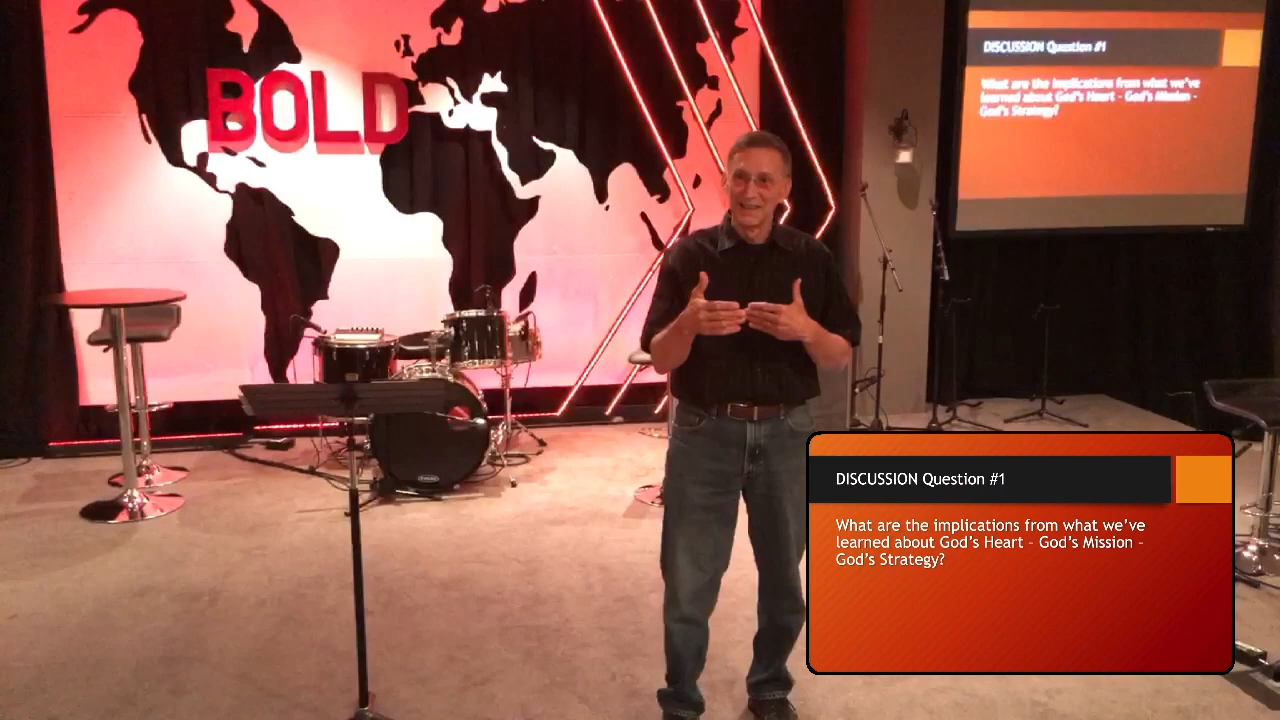 BOLD
DISCUSSION Question #1
What are the implications from what we've
learned about God's Heart - God's Mission -
God's Strategy?
DISCUSSION Question #1
What are the implications from what we've
learned about God's Heart - God's Mission -
God's Strategy?